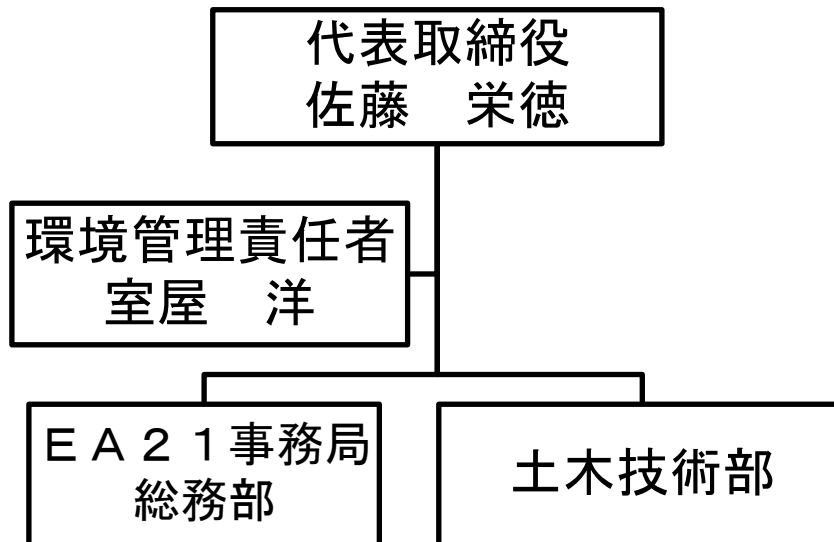 代表取締役
佐藤　栄徳
環境管理責任者
室屋　洋
ＥＡ２１事務局
総務部
土木技術部